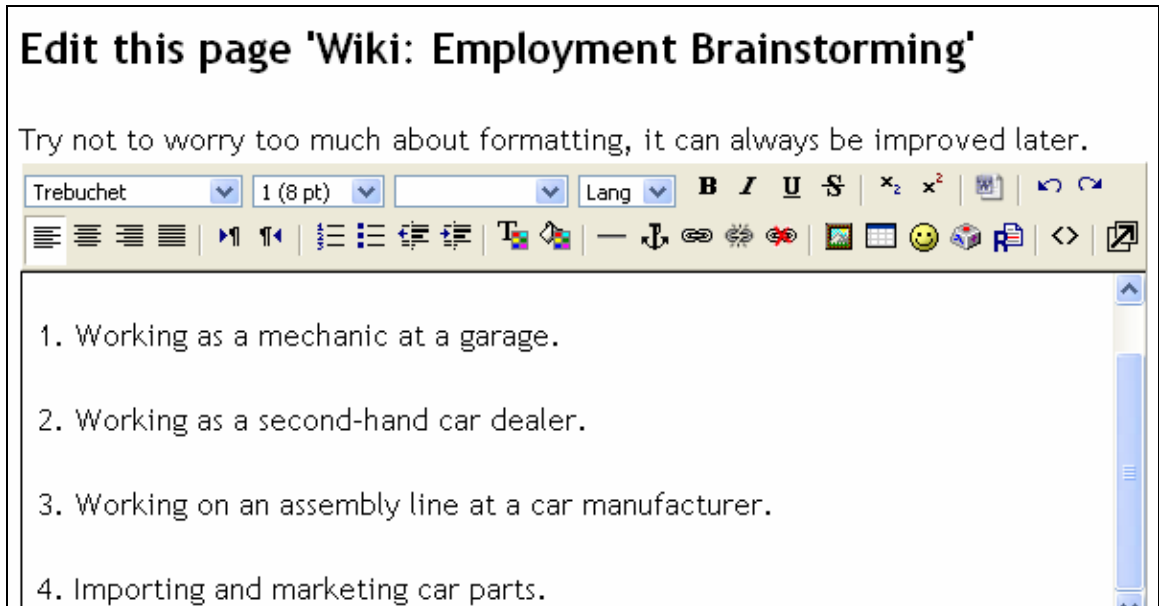 Edit this page 'Wiki: Employment Brainstorming'
Try not to worry too much about formatting, it can always be improved later.
Trebuchet 1 (8 pt) Lang B I U S x₂ x²
1. Working as a mechanic at a garage.
2. Working as a second-hand car dealer.
3. Working on an assembly line at a car manufacturer.
4. Importing and marketing car parts.